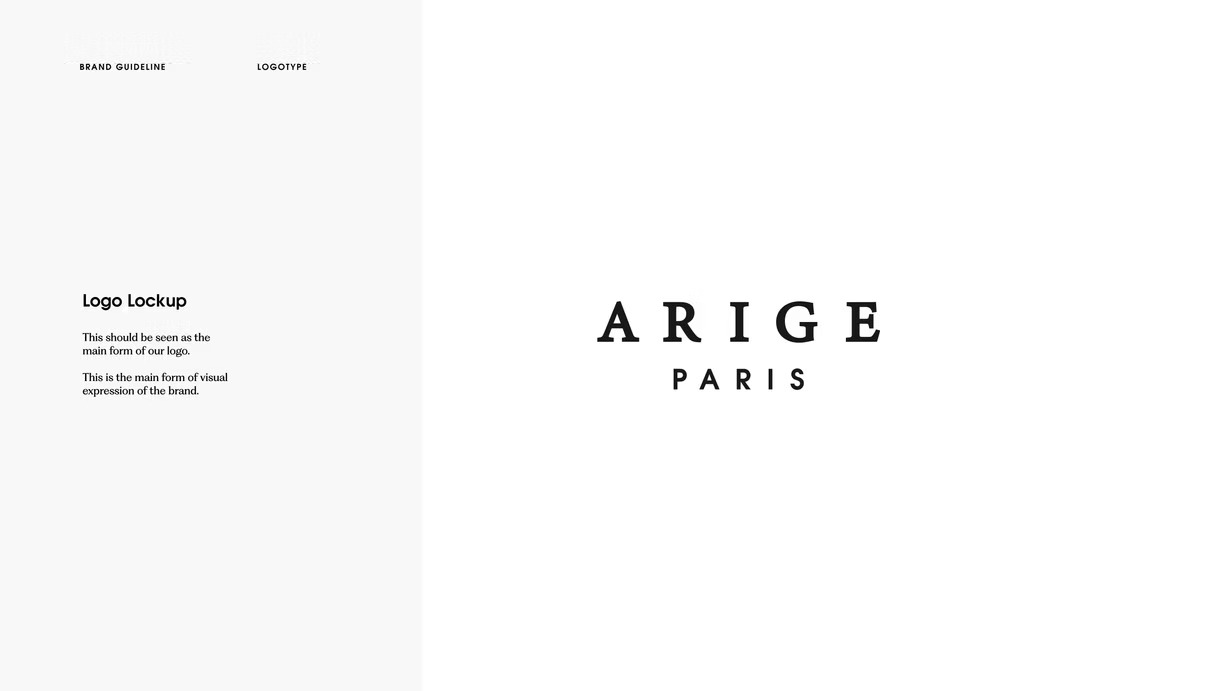 BRAND GUIDELINE
LOGOTYPE
Logo Lockup
This should be seen as the
main form of our logo.
This is the main form of visual
expression of the brand.
ARIGE
PARIS